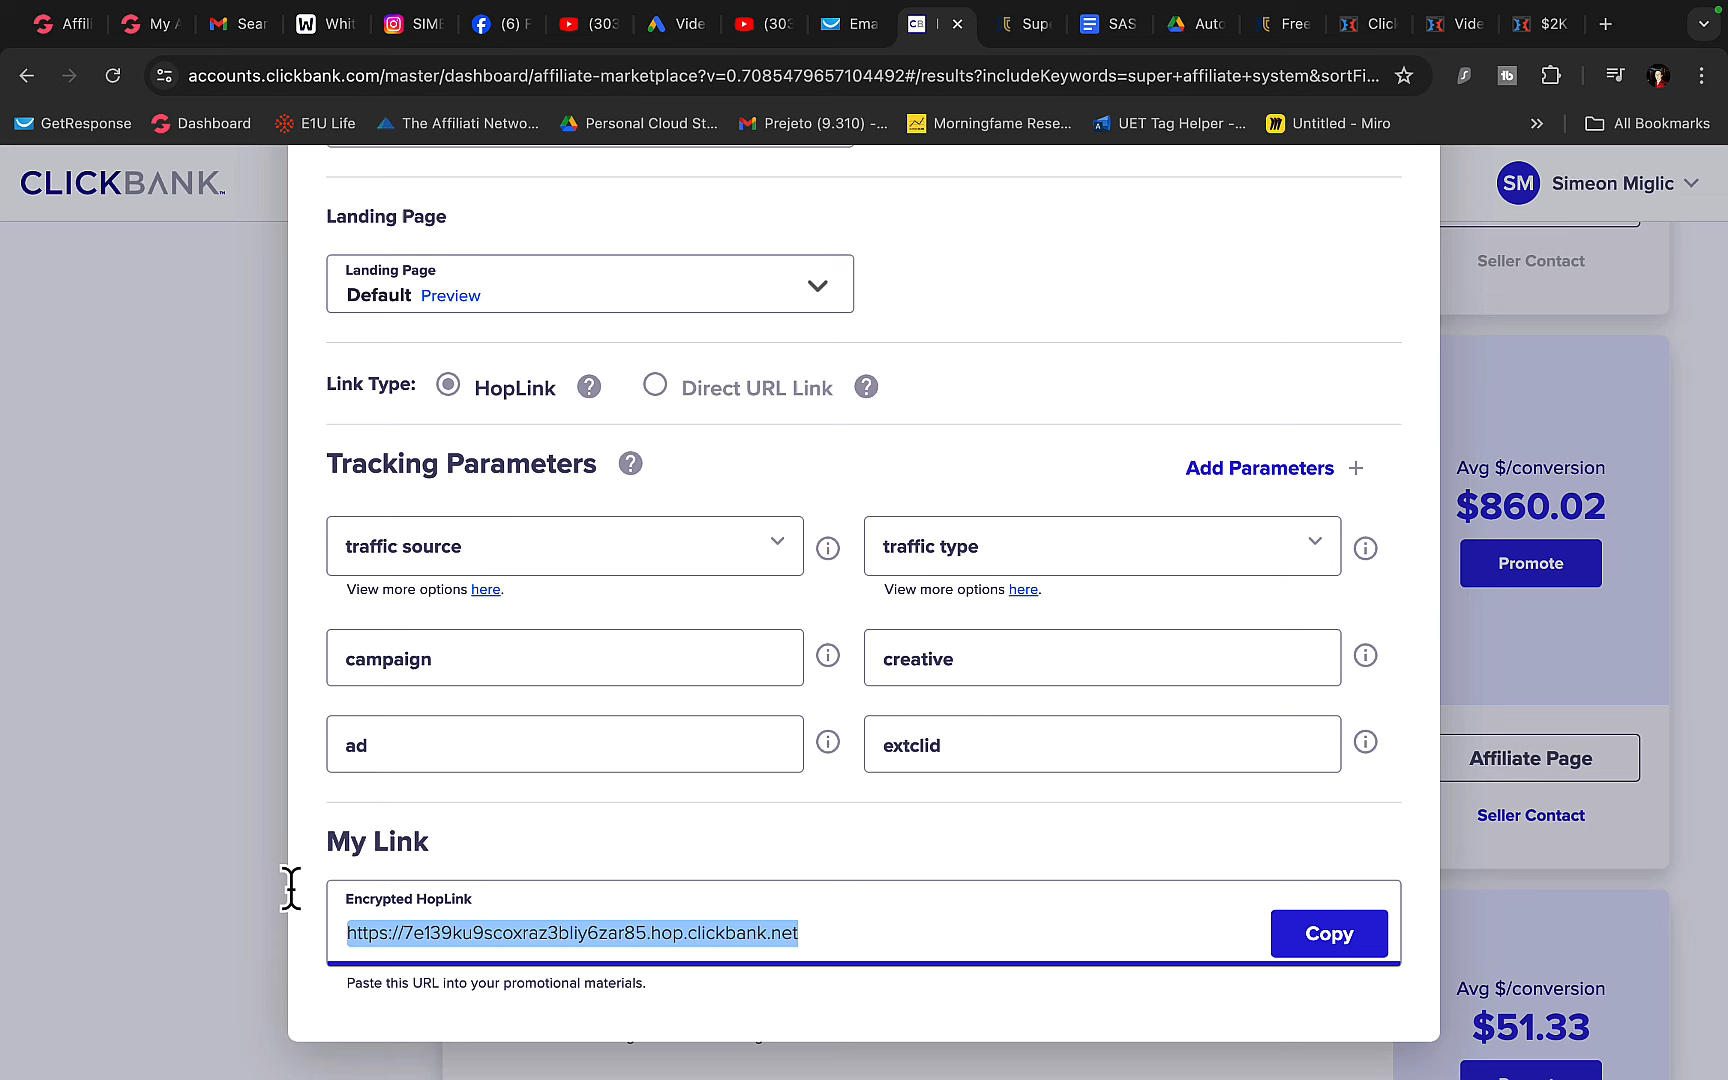 Affili
My A
Sear
Whit
SIME
(6) F
(303
Vide
(303
Ema
CB
Supe
SAS
Auto
Free
Clic
Vide
$2K
accounts.clickbank.com/master/dashboard/affiliate-marketplace?v=0.7085479657104492#/results?includeKeywords=super+affiliate+system&sortFi...
GetResponse
Dashboard
E1U Life
The Affiliati Netwo...
Personal Cloud St...
Prejeto (9.310) -...
Morningfame Rese...
UET Tag Helper -...
Untitled - Miro
All Bookmarks
CLICKBANK
SM
Simeon Miglic
Landing Page
Seller Contact
Landing Page
Default Preview
Link Type:
HopLink
Direct URL Link
Tracking Parameters
Add Parameters +
Avg $/conversion
$860.02
Promote
traffic source
traffic type
View more options here.
View more options here.
campaign
creative
ad
extclid
Affiliate Page
Seller Contact
My Link
Encrypted HopLink
https://7e139ku9scoxraz3bliy6zar85.hop.clickbank.net
Copy
Paste this URL into your promotional materials.
Avg $/conversion
$51.33